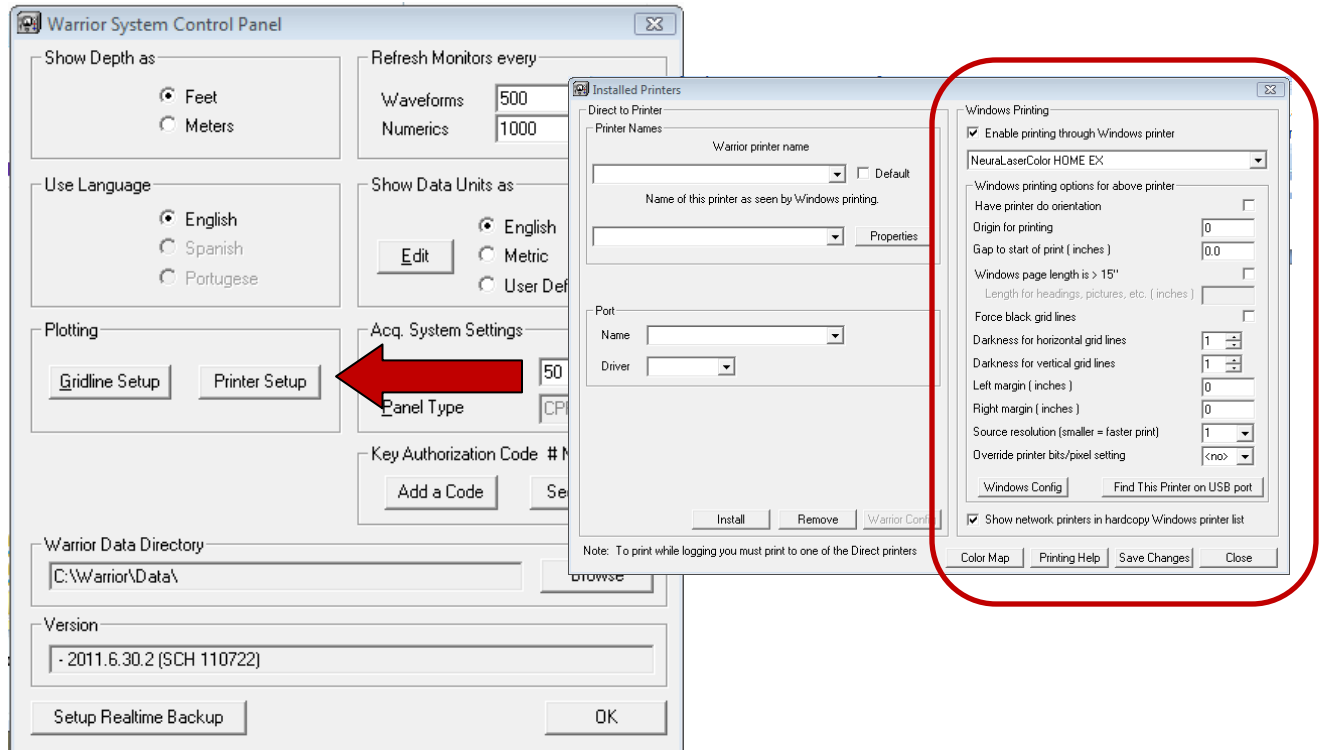 Warrior System Control Panel
Show Depth as
Feet
Meters
Refresh Monitors every
Waveforms 500
Numerics 1000
Use Language
English
Spanish
Portugese
Show Data Units as
Edit
English
Metric
User Def
Plotting
Gridline Setup Printer Setup
Acq. System Settings
50
Panel Type
Key Authorization Code #
Add a Code
Warrior Data Directory
C:\Warrior\Data\ Browse
Version
- 2011.6.30.2 (SCH 110722)
Setup Realtime Backup OK
Installed Printers
Direct to Printer
Printer Names
Warrior printer name
Default
Name of this printer as seen by Windows printing.
Properties
Port
Name
Driver
Install Remove Warrior Config
Note: To print while logging you must print to one of the Direct printers
Windows Printing
Enable printing through Windows printer
NeuraLaserColor HOME EX
Windows printing options for above printer
Have printer do orientation
Origin for printing 0
Gap to start of print ( inches ) 0.0
Windows page length is > 15"
Length for headings, pictures, etc. ( inches )
Force black grid lines
Darkness for horizontal grid lines 1
Darkness for vertical grid lines 1
Left margin ( inches ) 0
Right margin ( inches ) 0
Source resolution (smaller = faster print) 1
Override printer bits/pixel setting <no>
Windows Config Find This Printer on USB port
Show network printers in hardcopy Windows printer list
Color Map Printing Help Save Changes Close